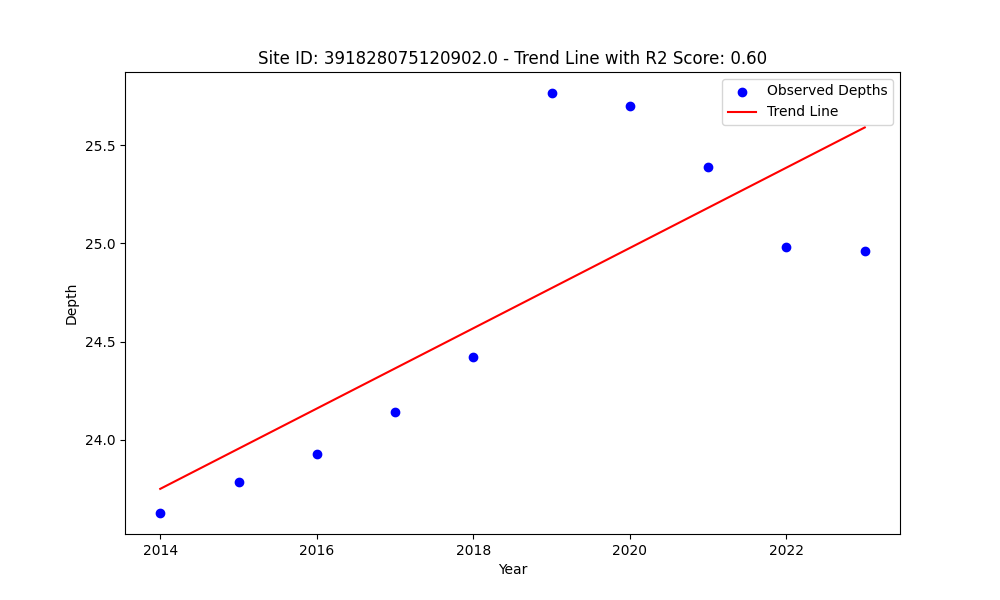 Site ID: 391828075120902.0 - Trend Line with R2 Score: 0.60
Observed Depths
Trend Line
25.5
25.0
24.5
24.0
Depth
2014
2016
2018
2020
2022
Year